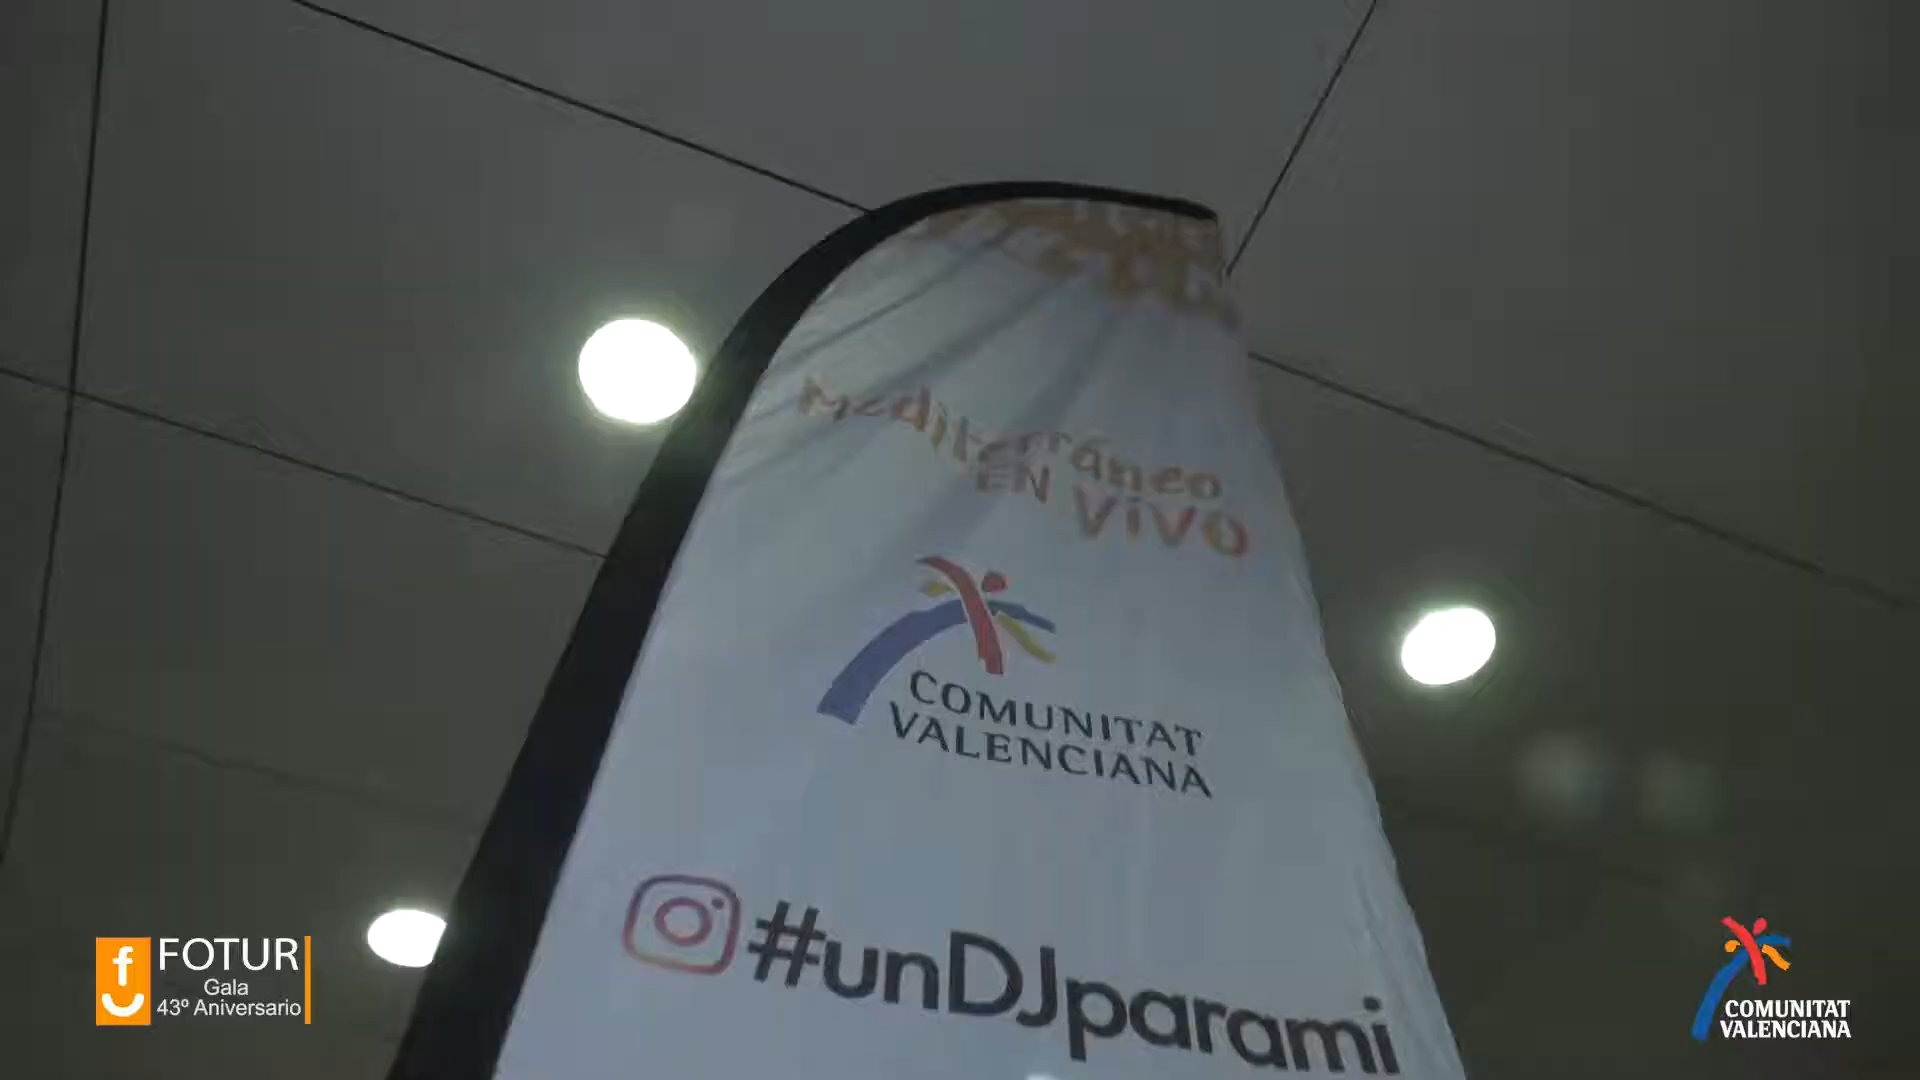 Mediterráneo
EN VIVO
COMUNITAT
VALENCIANA
#unDJparami
FOTUR
Gala
43º Aniversario
COMUNITAT
VALENCIANA